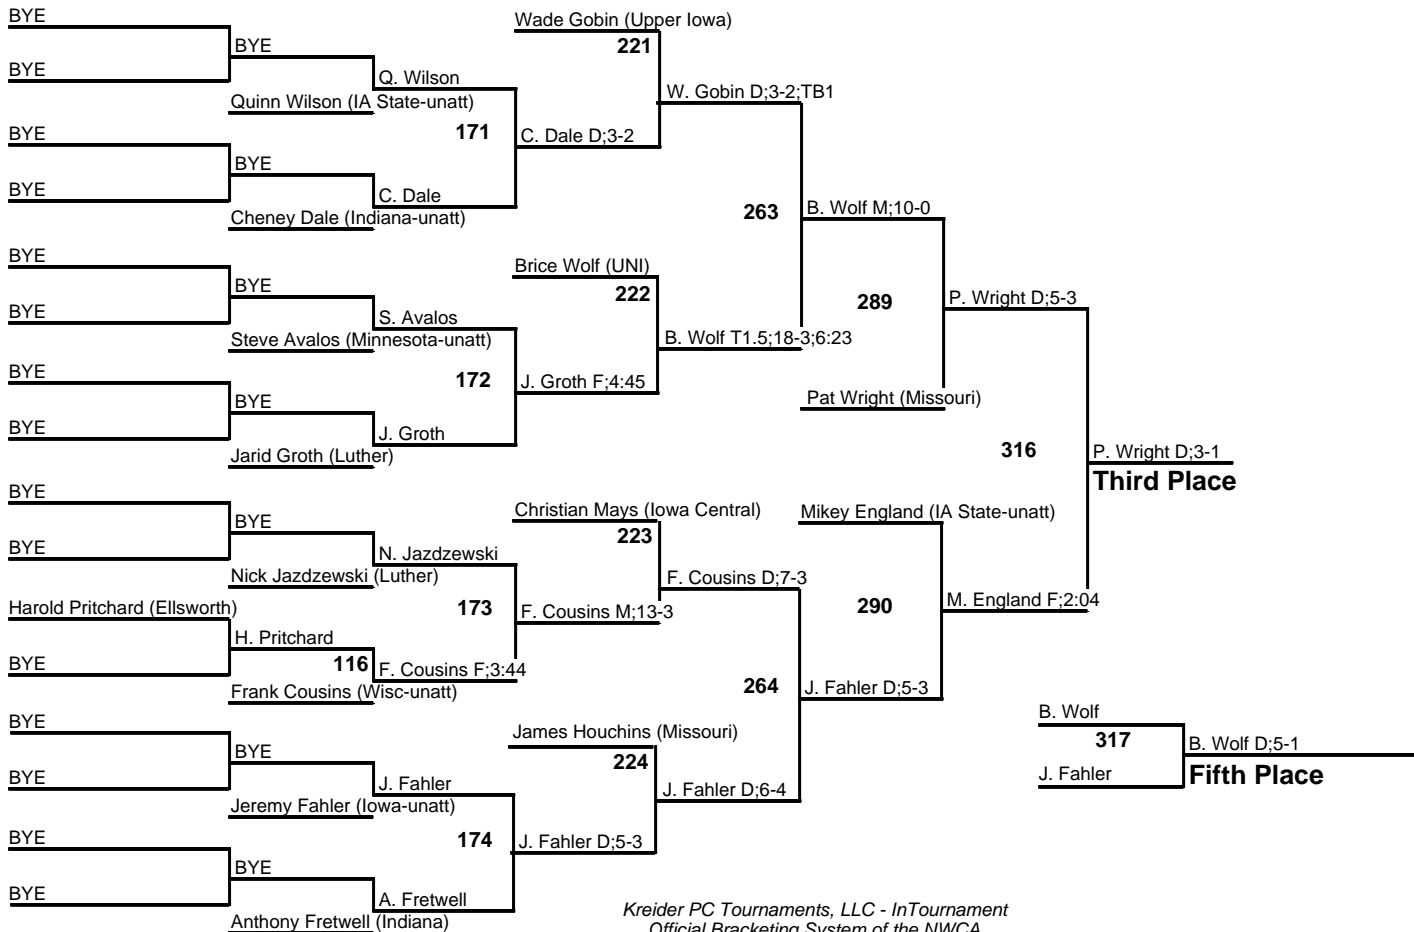 BYE
Wade Gobin (Upper Iowa)
BYE
221
BYE
Q. Wilson
W. Gobin D;3-2;TB1
Quinn Wilson (IA State-unatt)
BYE
171
C. Dale D;3-2
BYE
BYE
C. Dale
263
B. Wolf M;10-0
Cheney Dale (Indiana-unatt)
BYE
Brice Wolf (UNI)
BYE
222
289
P. Wright D;5-3
BYE
S. Avalos
Steve Avalos (Minnesota-unatt)
B. Wolf T1.5;18-3;6:23
BYE
172
J. Groth F;4:45
BYE
Pat Wright (Missouri)
BYE
J. Groth
316
P. Wright D;3-1
Jarid Groth (Luther)
Third Place
BYE
Christian Mays (Iowa Central)
Mikey England (IA State-unatt)
BYE
223
BYE
N. Jazdzewski
Nick Jazdzewski (Luther)
F. Cousins D;7-3
Harold Pritchard (Ellsworth)
173
F. Cousins M;13-3
290
M. England F;2:04
H. Pritchard
BYE
116
F. Cousins F;3:44
264
J. Fahler D;5-3
Frank Cousins (Wisc-unatt)
BYE
James Houchins (Missouri)
B. Wolf
BYE
224
317
B. Wolf D;5-1
BYE
J. Fahler
J. Fahler D;6-4
J. Fahler
Fifth Place
Jeremy Fahler (Iowa-unatt)
BYE
174
J. Fahler D;5-3
BYE
BYE
A. Fretwell
Anthony Fretwell (Indiana)
Kreider PC Tournaments, LLC - InTournament
Official Bracketing System of the NWCA